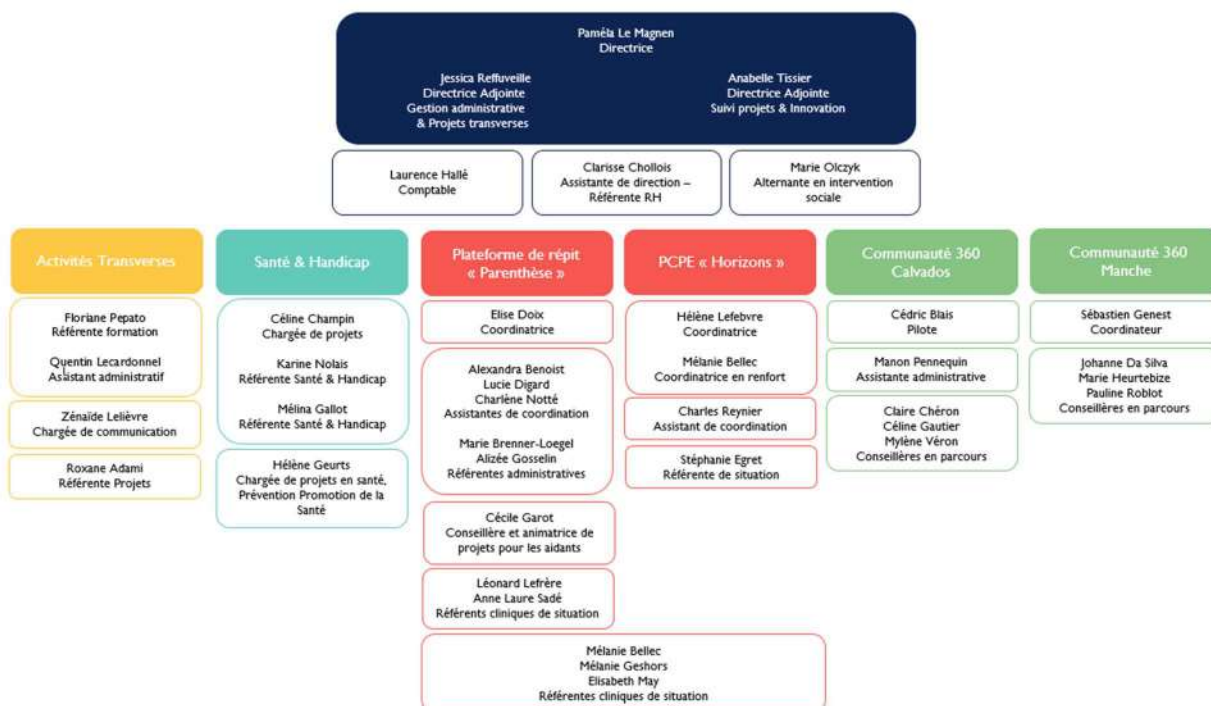 Paméla Le Magnen
Directrice
Jessica Reffuveille
Directrice Adjointe
Gestion administrative
& Projets transverses
Anabelle Tissier
Directrice Adjointe
Suivi projets & Innovation
Laurence Hallé
Comptable
Clarisse Chollois
Assistante de direction –
Référente RH
Marie Olczyk
Alternante en intervention
sociale
Activités Transverses
Floriane Pepato
Référente formation
Quentin Lecardonnel
Assistant administratif
Zénaïde Lelièvre
Chargée de communication
Roxane Adami
Référente Projets
Santé & Handicap
Céline Champin
Chargée de projets
Karine Nolais
Référente Santé & Handicap
Mélina Gallot
Référente Santé & Handicap
Hélène Geurts
Chargée de projets en santé,
Prévention Promotion de la
Santé
Plateforme de répit
« Parenthèse »
Elise Doix
Coordinatrice
Alexandra Benoist
Lucie Digard
Charlène Notté
Assistantes de coordination
Marie Brenner-Loegel
Alizée Gosselin
Référentes administratives
Cécile Garot
Conseillère et animatrice de
projets pour les aidants
Léonard Lefrère
Anne Laure Sadé
Référents cliniques de situation
PCPE « Horizons »
Hélène Lefebvre
Coordinatrice
Mélanie Bellec
Coordinatrice en renfort
Charles Reynier
Assistant de coordination
Stéphanie Egret
Référente de situation
Mélanie Bellec
Mélanie Geshors
Elisabeth May
Référentes cliniques de situation
Communauté 360
Calvados
Cédric Blais
Pilote
Manon Pennequin
Assistante administrative
Claire Chéron
Céline Gautier
Mylène Véron
Conseillères en parcours
Communauté 360
Manche
Sébastien Genest
Coordinateur
Johanne Da Silva
Marie Heurtebize
Pauline Roblot
Conseillères en parcours